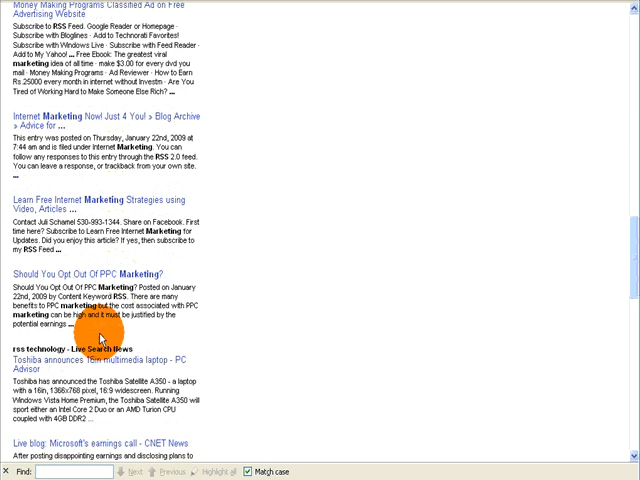 Money Making Programs Classified Ad on Free
Advertising Website
Subscribe to RSS Feed. Google Reader or Homepage ·
Subscribe with Bloglines · Add to Technorati Favorites!
Subscribe with Windows Live · Subscribe with Feed Reader ·
Add to My Yahoo! ... Free Ebook: The greatest viral
marketing idea of all time · make $3.00 for every dvd you
mail · Money Making Programs · Ad Reviewer · How to Earn
Rs.25000 every month in internet without Investm · Are You
Tired of Working Hard to Make Someone Else Rich? ...
Internet Marketing Now! Just 4 You! » Blog Archive
» Advice for ...
This entry was posted on Thursday, January 22nd, 2009 at
7:44 am and is filed under Internet Marketing. You can
follow any responses to this entry through the RSS 2.0 feed.
You can leave a response, or trackback from your own site.
...
Learn Free Internet Marketing Strategies using
Video, Articles ...
Contact Juli Schamel 530-993-1344. Share on Facebook. First
time here? Subscribe to Learn Free Internet Marketing for
Updates. Did you enjoy this article? If yes, then subscribe to
my RSS Feed ...
Should You Opt Out Of PPC Marketing?
Should You Opt Out Of PPC Marketing? Posted on January
22nd, 2009 by Content Keyword RSS. There are many
benefits to PPC marketing but the cost associated with PPC
marketing can be high and it must be justified by the
potential earnings ...
rss technology - Live Search News
Toshiba announces 16in multimedia laptop - PC
Advisor
Toshiba has announced the Toshiba Satellite A350 - a laptop
with a 16in, 1366x768 pixel, 16:9 widescreen. Running
Windows Vista Home Premium, the Toshiba Satellite A350 will
sport either an Intel Core 2 Duo or an AMD Turion CPU
coupled with 4GB DDR2 ...
Live blog: Microsoft's earnings call - CNET News
After posting disappointing earnings and disclosing plans to
Find: Next Previous Highlight all Match case